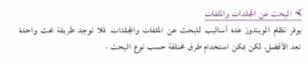 البحث عن المجلدات والملفات
يوفر نظام الويندوز عدة أساليب للبحث عن الملفات والمجلدات. فلا توجد طريقة بحث واحدة
تعد الأفضل، لكن يمكن استخدام طرق مختلفة حسب نوع البحث .